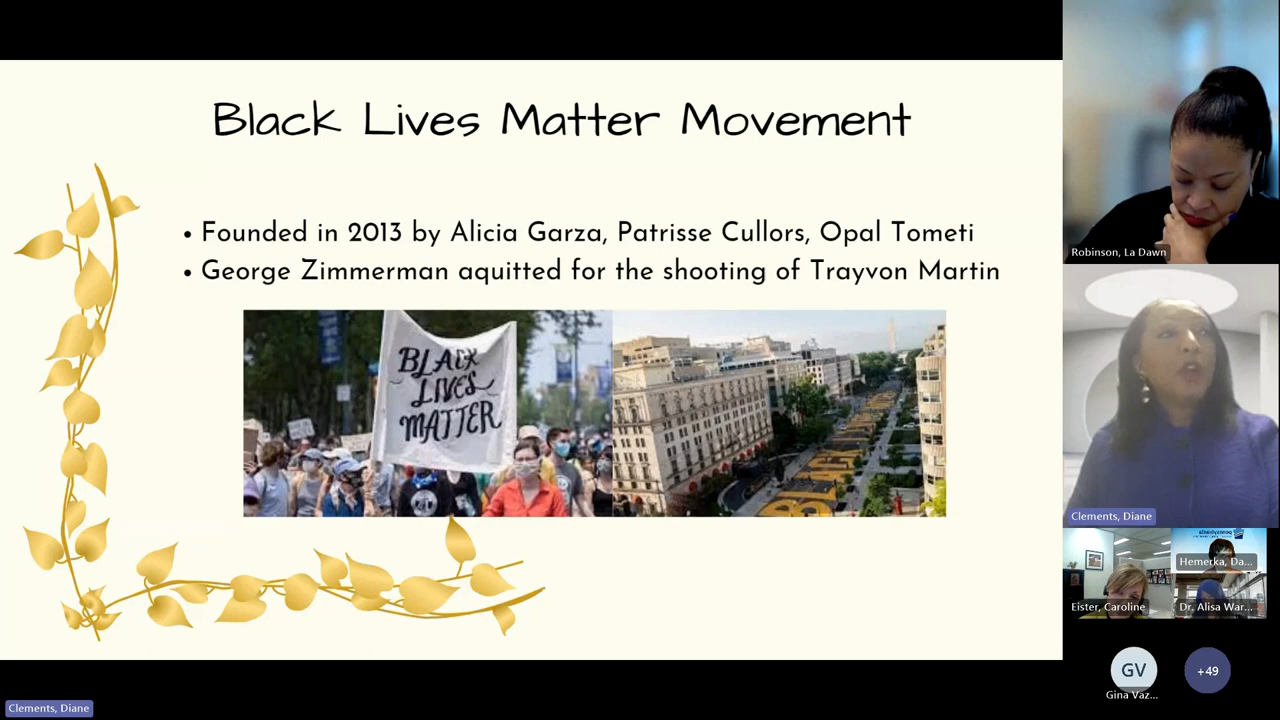 Black Lives Matter Movement
• Founded in 2013 by Alicia Garza, Patrisse Cullors, Opal Tometi
• George Zimmerman aquitted for the shooting of Trayvon Martin
BLACK
LIVES
MATTER
Robinson, La Dawn
Clemements, Diane
Hemerka, Da...
Eister, Caroline
Dr. Alisa War...
GV
+49
Gina Vaz...
Clements, Diane